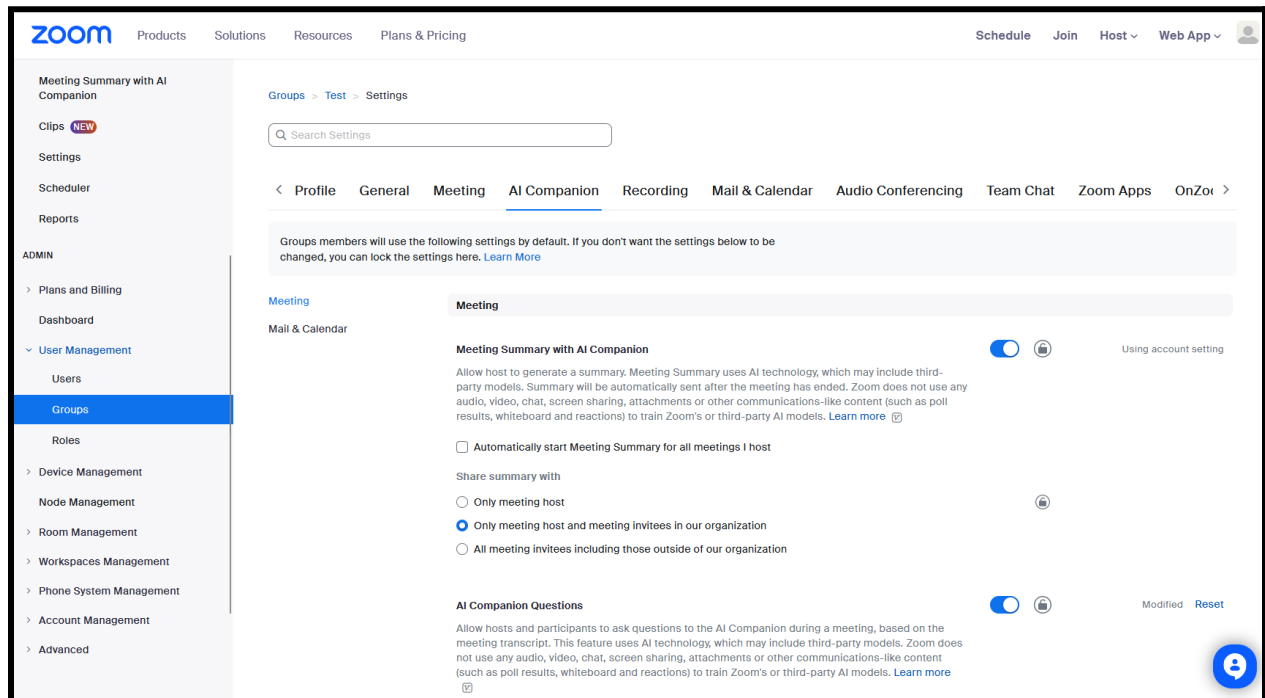 zoom Products Solutions Resources Plans & Pricing Schedule Join Host Web App
Meeting Summary with AI
Companion
Clips NEW
Settings
Scheduler
Reports
ADMIN
Plans and Billing
Dashboard
User Management
Users
Groups
Roles
Device Management
Node Management
Room Management
Workspaces Management
Phone System Management
Account Management
Advanced
Groups > Test > Settings
Search Settings
< Profile General Meeting AI Companion Recording Mail & Calendar Audio Conferencing Team Chat Zoom Apps OnZo >
Groups members will use the following settings by default. If you don't want the settings below to be
changed, you can lock the settings here. Learn More
Meeting
Mail & Calendar
Meeting
Meeting Summary with AI Companion Using account setting
Allow host to generate a summary. Meeting Summary uses AI technology, which may include third-
party models. Summary will be automatically sent after the meeting has ended. Zoom does not use any
audio, video, chat, screen sharing, attachments or other communications-like content (such as poll
results, whiteboard and reactions) to train Zoom's or third-party AI models. Learn more
Automatically start Meeting Summary for all meetings I host
Share summary with
Only meeting host
Only meeting host and meeting invitees in our organization
All meeting invitees including those outside of our organization
AI Companion Questions Modified Reset
Allow hosts and participants to ask questions to the AI Companion during a meeting, based on the
meeting transcript. This feature uses AI technology, which may include third-party models. Zoom does
not use any audio, video, chat, screen sharing, attachments or other communications-like content
(such as poll results, whiteboard and reactions) to train Zoom's or third-party AI models. Learn more